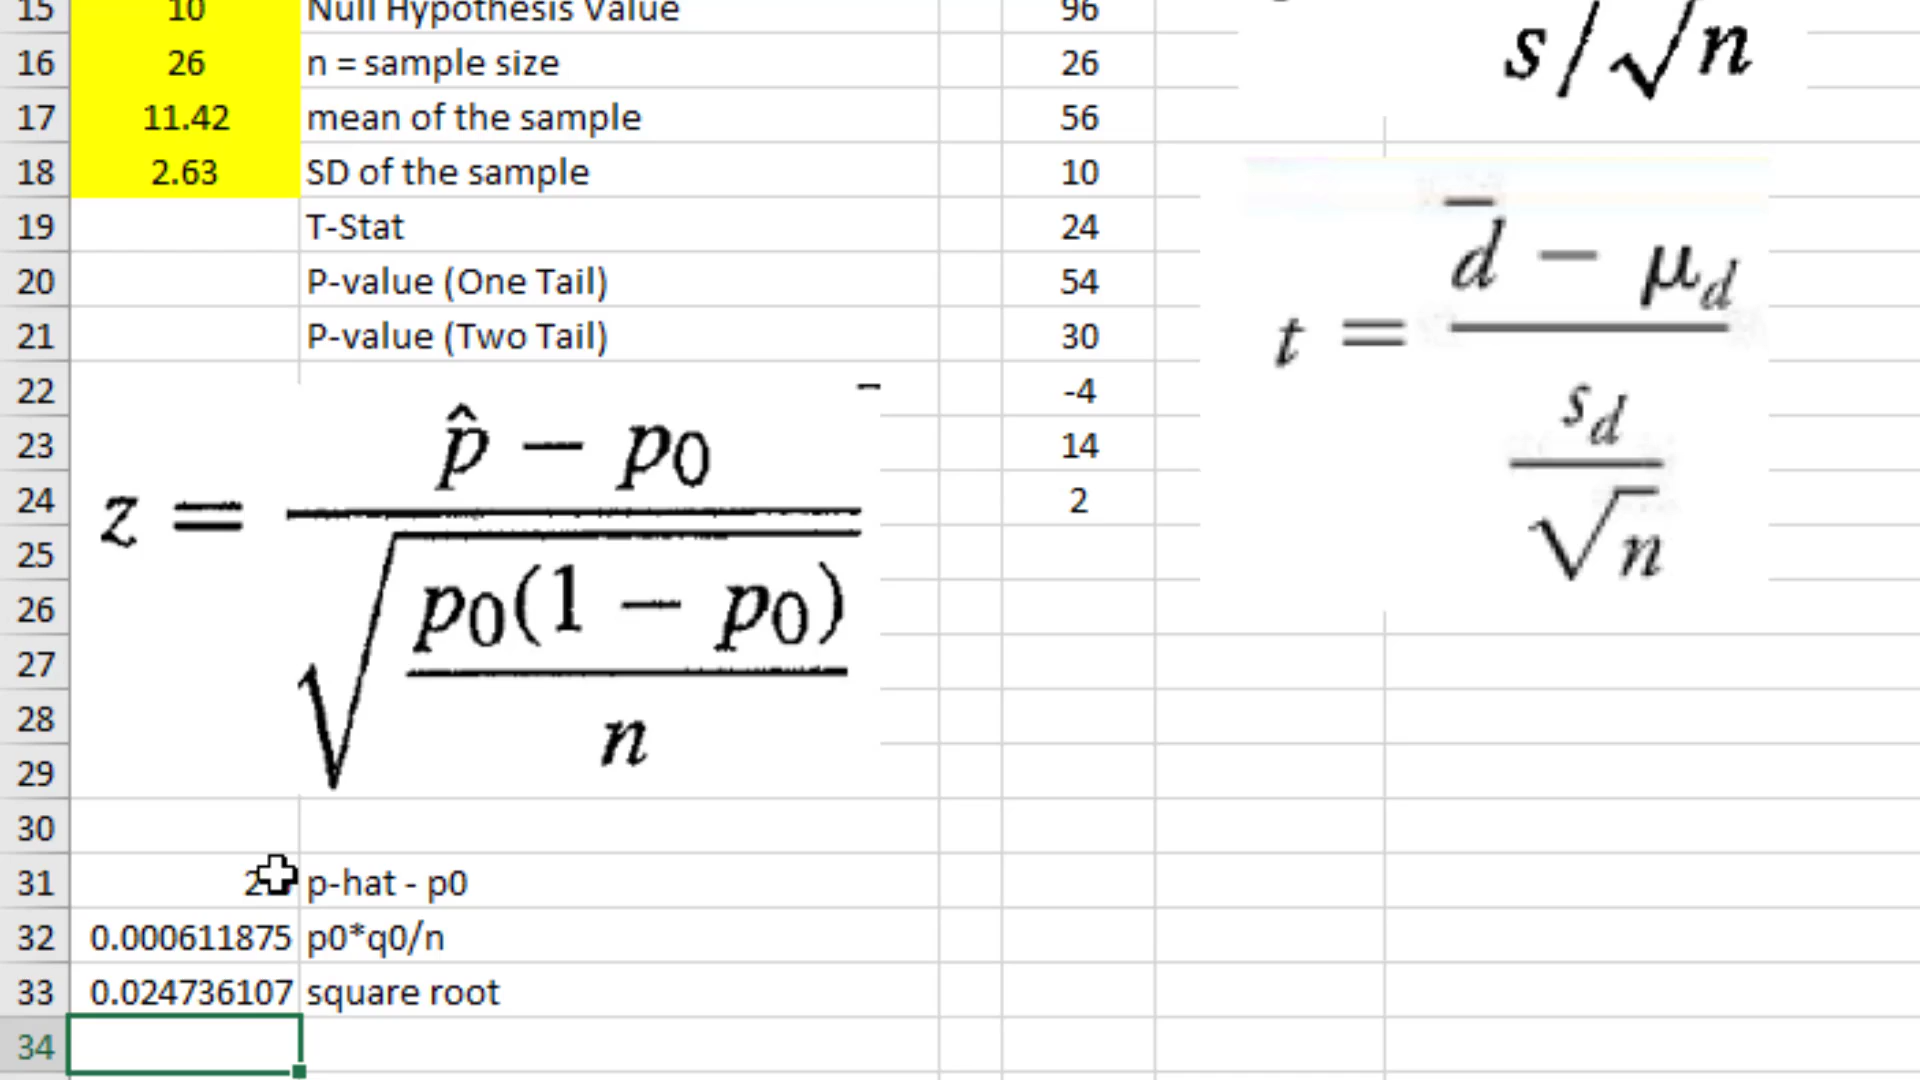 15 10 Null Hypothesis Value 96
16 26 n = sample size 26
17 11.42 mean of the sample 56
18 2.63 SD of the sample 10
19 T-Stat 24
20 P-value (One Tail) 54
21 P-value (Two Tail) 30
22 -4
23 14
24 2
25
26
27
28
29
30
31 p-hat - p0
32 0.000611875 p0*q0/n
33 0.024736107 square root
34
z = p̂ − p₀ / √(p₀(1 − p₀) / n)
s/√n
t = d̄ − μ_d / (s_d / √n)